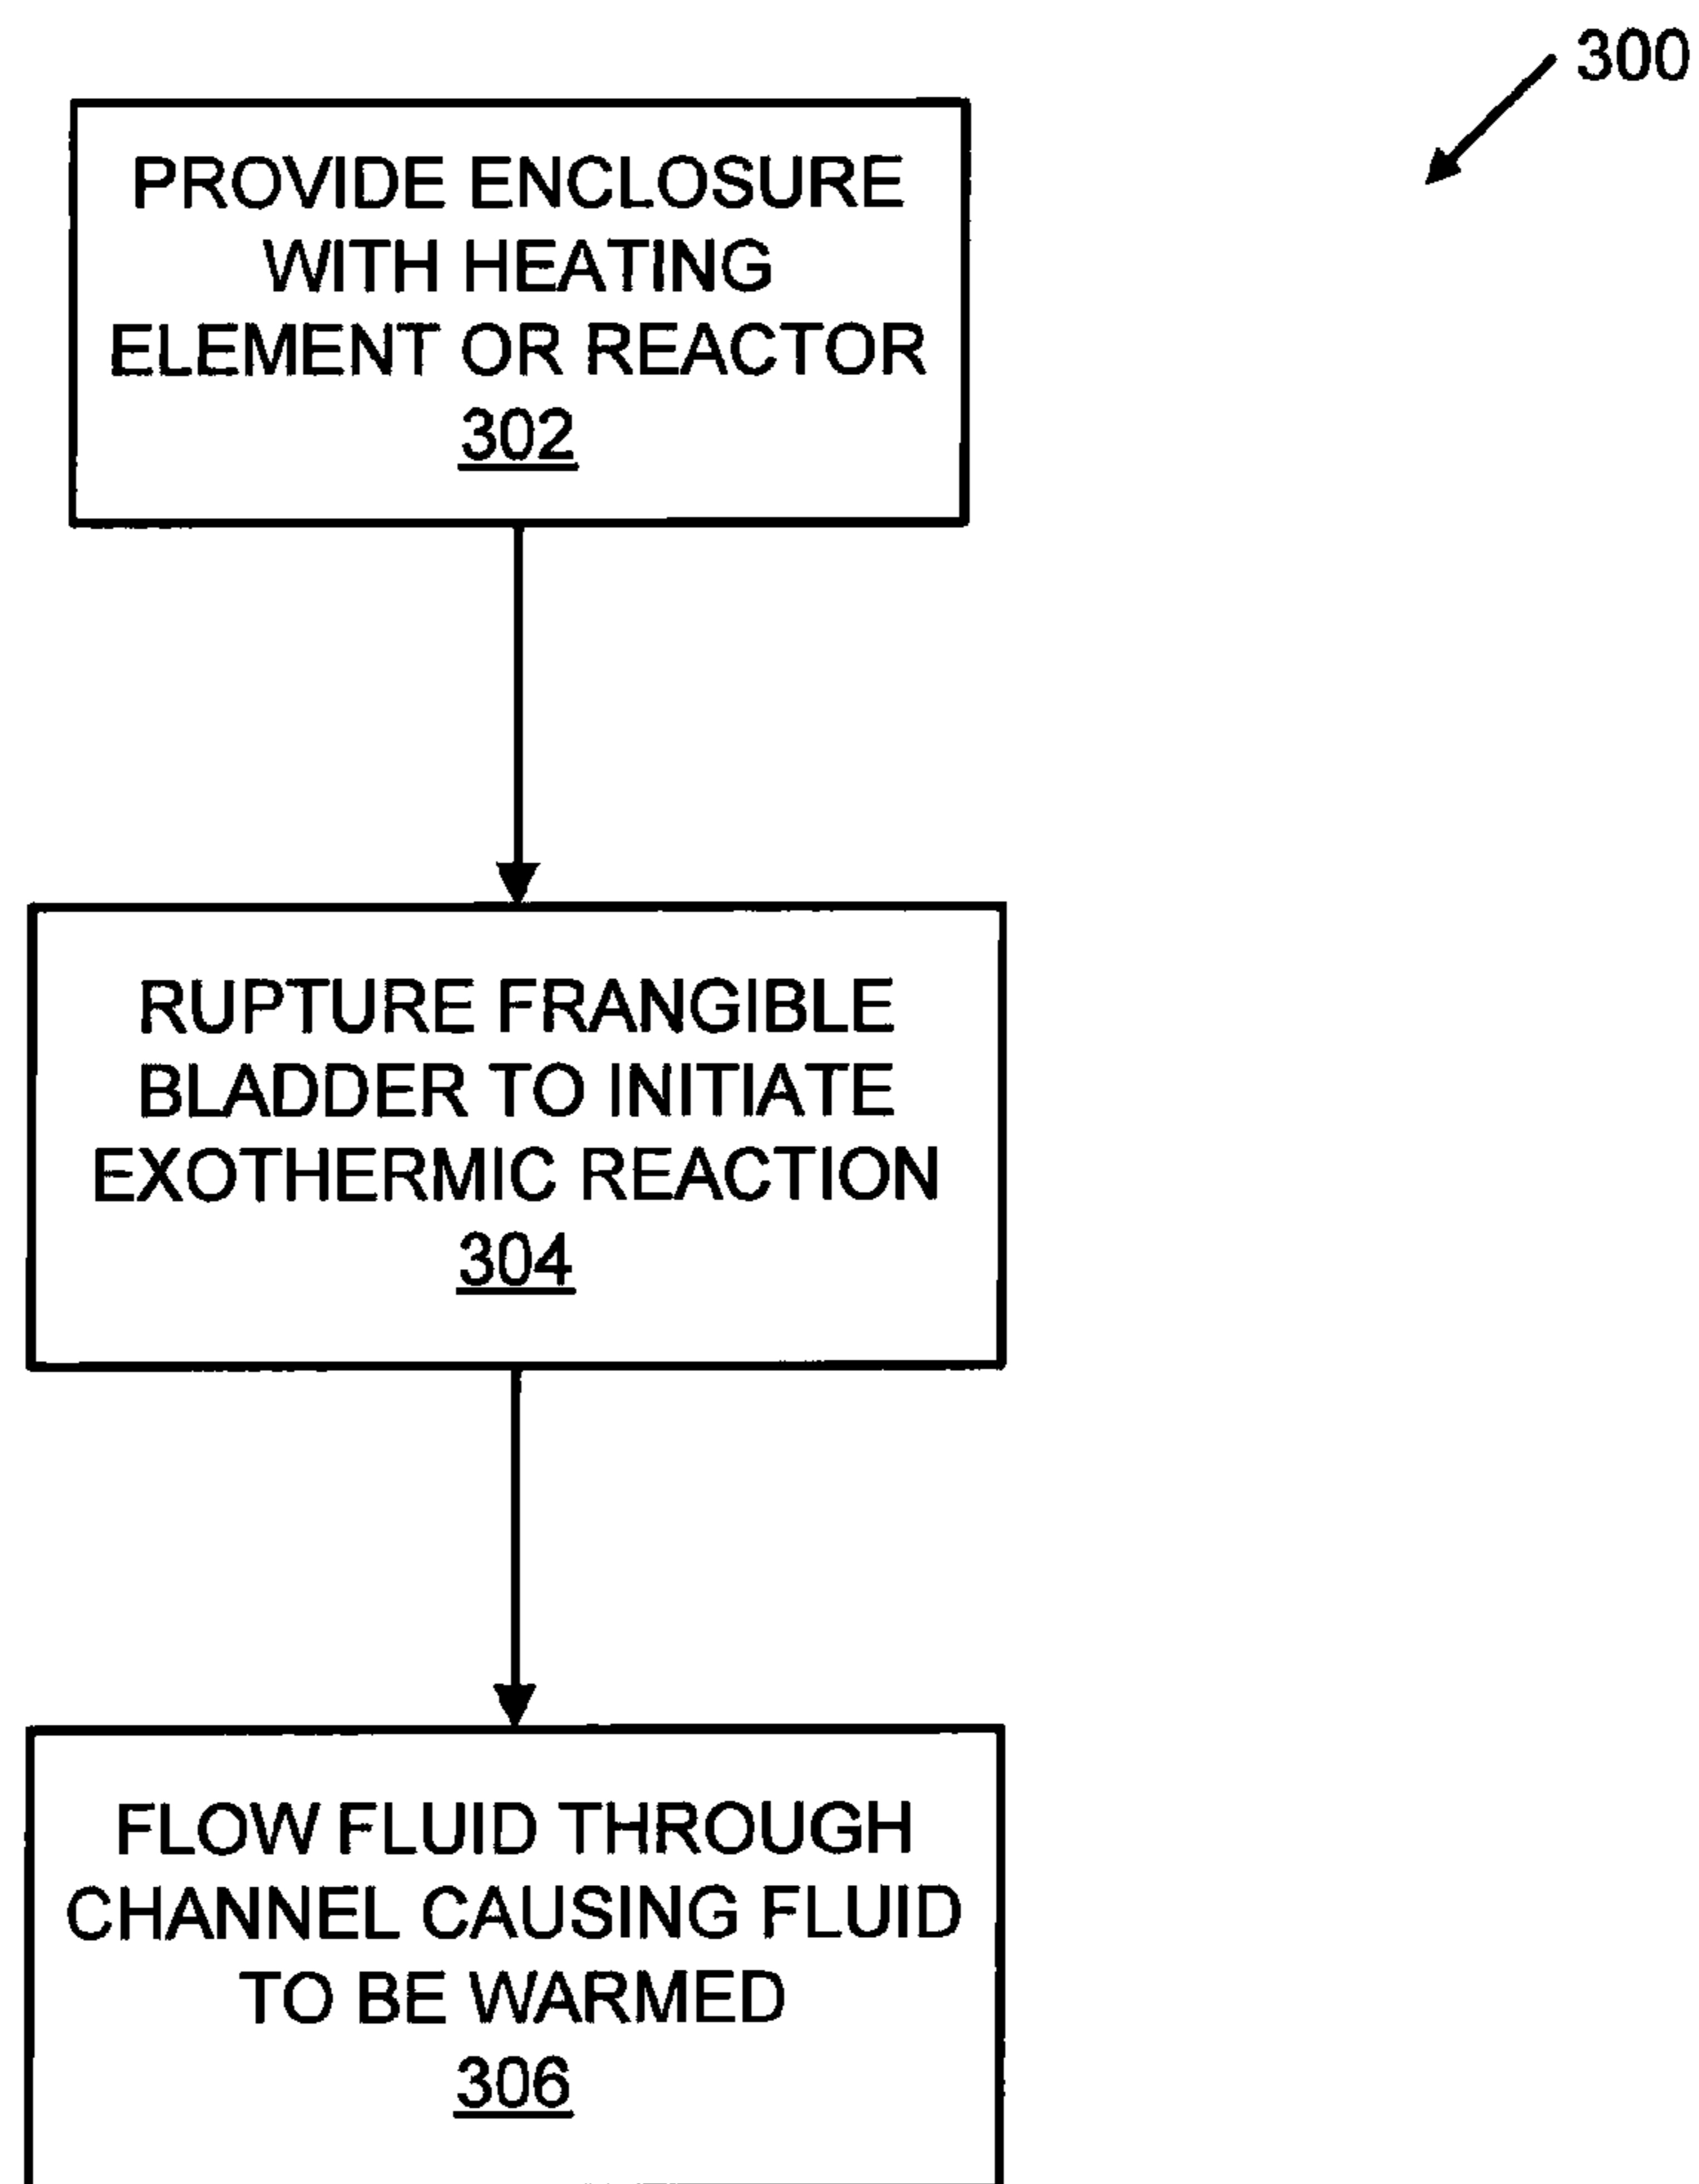 300
PROVIDE ENCLOSURE
WITH HEATING
ELEMENT OR REACTOR
302
RUPTURE FRANGIBLE
BLADDER TO INITIATE
EXOTHERMIC REACTION
304
FLOW FLUID THROUGH
CHANNEL CAUSING FLUID
TO BE WARMED
306